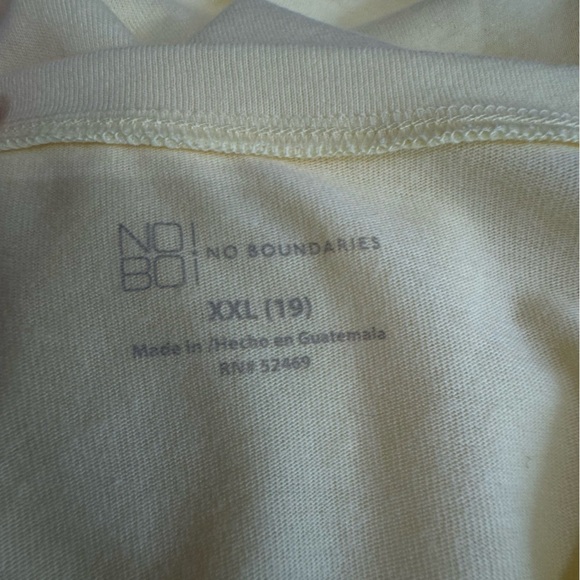 NO!
BO!
NO BOUNDARIES
XXL (19)
Made in /Hecho en Guatemala
RN# 52469